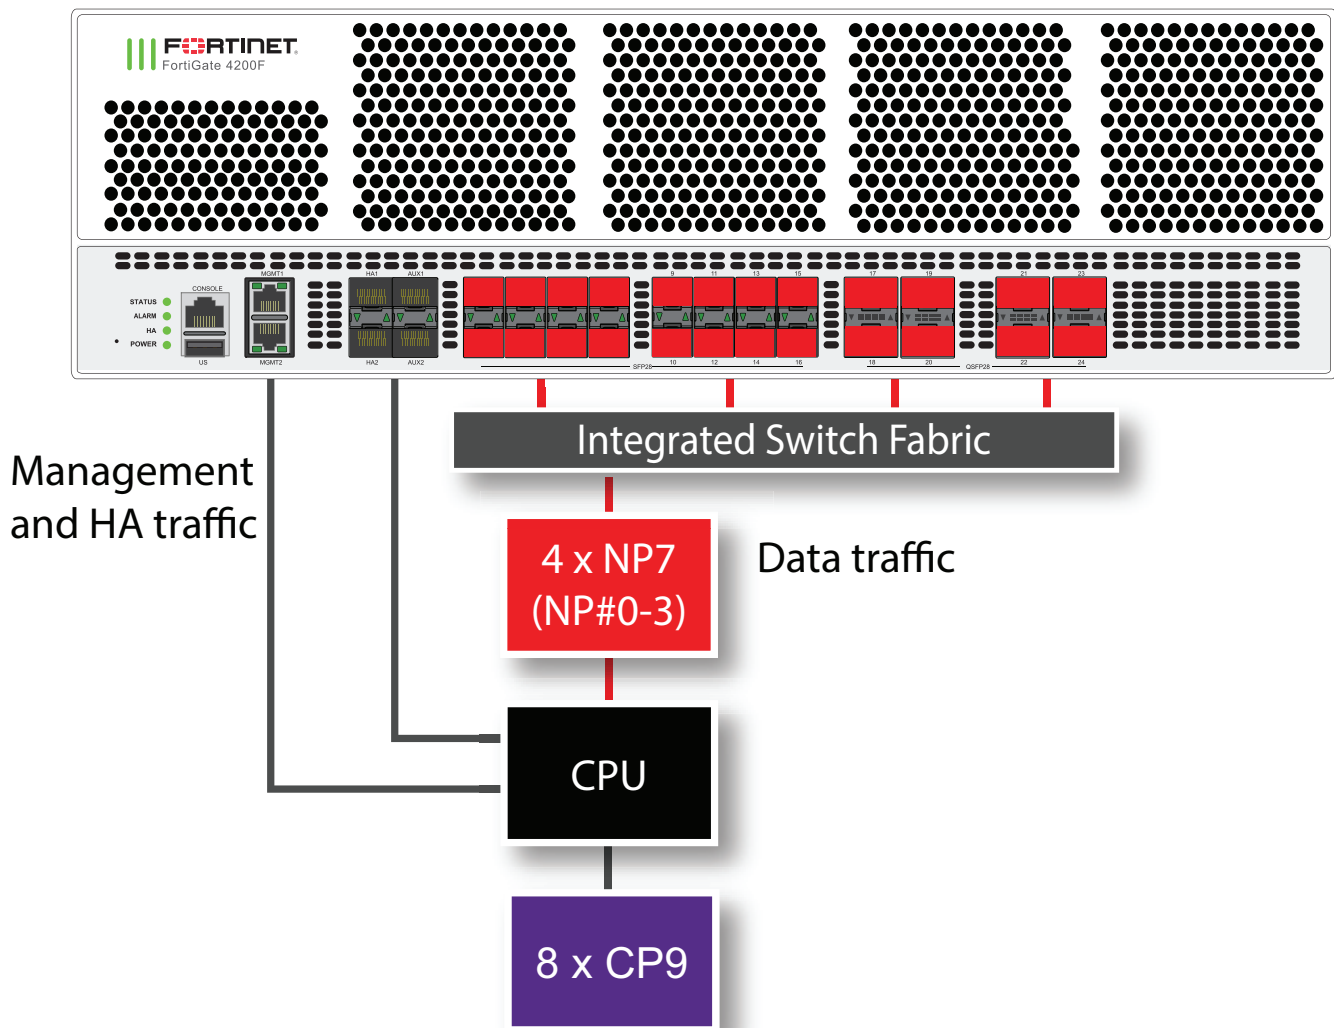 FORTINET
FortiGate 4200F
STATUS
ALARM
HA
POWER
CONSOLE
US
MGMT1
MGMT2
HA1
AUX1
HA2
AUX2
9
11
13
15
10
12
14
16
SFP28
17
19
18
20
21
23
22
24
QSFP28
Integrated Switch Fabric
Management
and HA traffic
4 x NP7
(NP#0-3)
Data traffic
CPU
8 x CP9